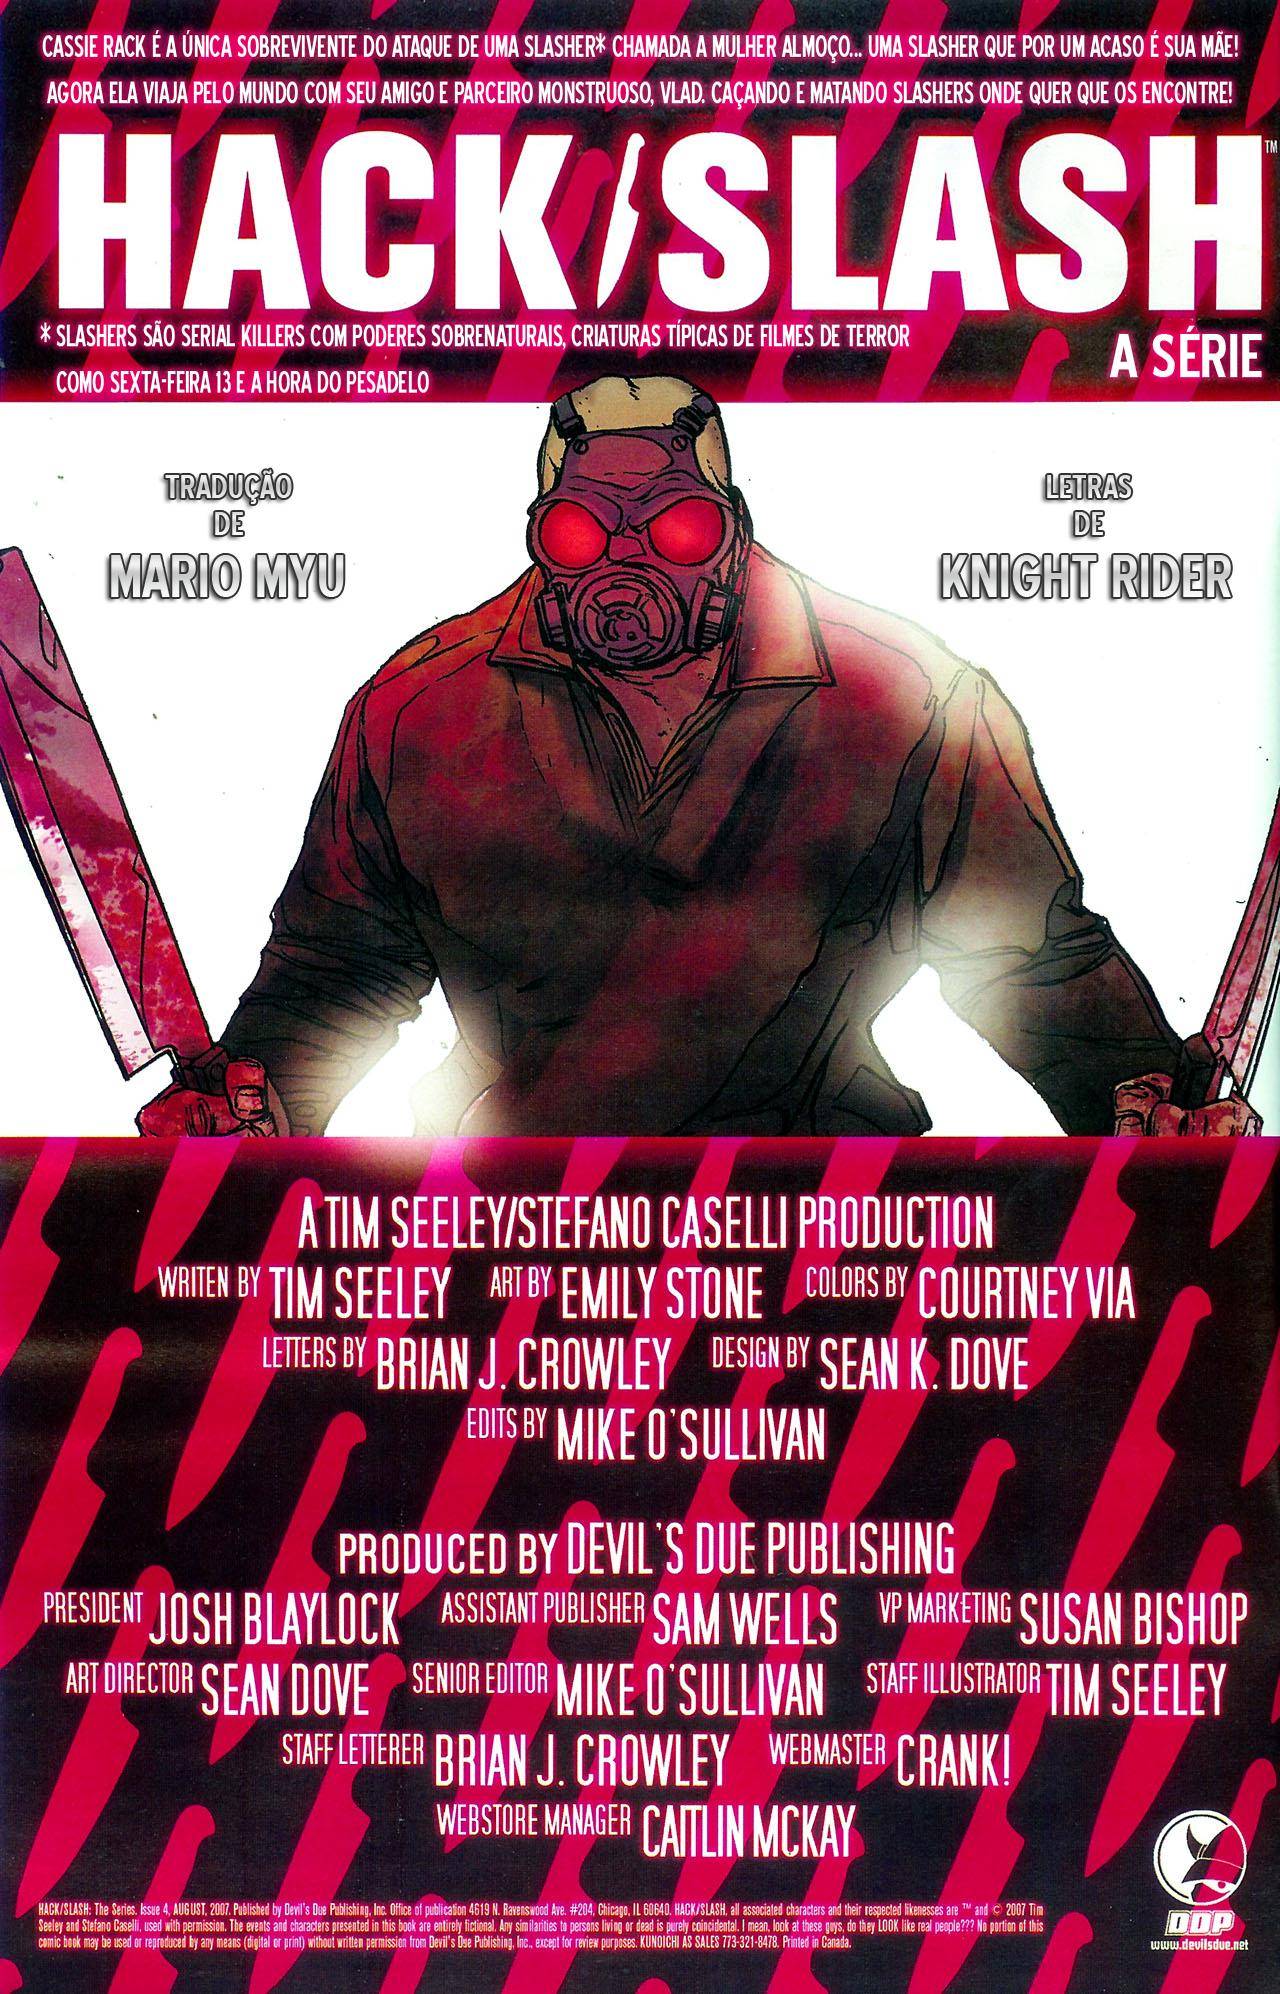 CASSIE RACK É A ÚNICA SOBREVIVENTE DO ATAQUE DE UMA SLASHER* CHAMADA A MULHER ALMOÇO... UMA SLASHER QUE POR UM ACASO É SUA MÃE!
AGORA ELA VIAJA PELO MUNDO COM SEU AMIGO E PARCEIRO MONSTRUOSO, VLAD. CAÇANDO E MATANDO SLASHERS ONDE QUER QUE OS ENCONTRE!
HACK/SLASH™
* SLASHERS SÃO SERIAL KILLERS COM PODERES SOBRENATURAIS, CRIATURAS TÍPICAS DE FILMES DE TERROR
COMO SEXTA-FEIRA 13 E A HORA DO PESADELO
A SÉRIE
TRADUÇÃO
DE
MARIO MYU
LETRAS
DE
KNIGHT RIDER
A TIM SEELEY/STEFANO CASELLI PRODUCTION
WRITEN BY TIM SEELEY ART BY EMILY STONE COLORS BY COURTNEY VIA
LETTERS BY BRIAN J. CROWLEY DESIGN BY SEAN K. DOVE
EDITS BY MIKE O'SULLIVAN
PRODUCED BY DEVIL'S DUE PUBLISHING
PRESIDENT JOSH BLAYLOCK ASSISTANT PUBLISHER SAM WELLS VP MARKETING SUSAN BISHOP
ART DIRECTOR SEAN DOVE SENIOR EDITOR MIKE O'SULLIVAN STAFF ILLUSTRATOR TIM SEELEY
STAFF LETTERER BRIAN J. CROWLEY WEBMASTER CRANK!
WEBSTORE MANAGER CAITLIN MCKAY
HACK/SLASH: The Series. Issue 4, AUGUST, 2007. Published by Devil's Due Publishing, Inc. Office of publication 4619 N. Ravenswood Ave. #204, Chicago, IL 60640. HACK/SLASH, all associated characters and their respected likenesses are ™ and © 2007 Tim
Seeley and Stefano Caselli, used with permission. The events and characters presented in this book are entirely fictional. Any similarities to persons living or dead is purely coincidental. I mean, look at these guys, do they LOOK like real people??? No portion of this
comic book may be used or reproduced by any means (digital or print) without written permission from Devil's Due Publishing, Inc., except for review purposes. KUNOICHI AS SALES 773-321-8478. Printed in Canada.
DDP
www.devilsdue.net